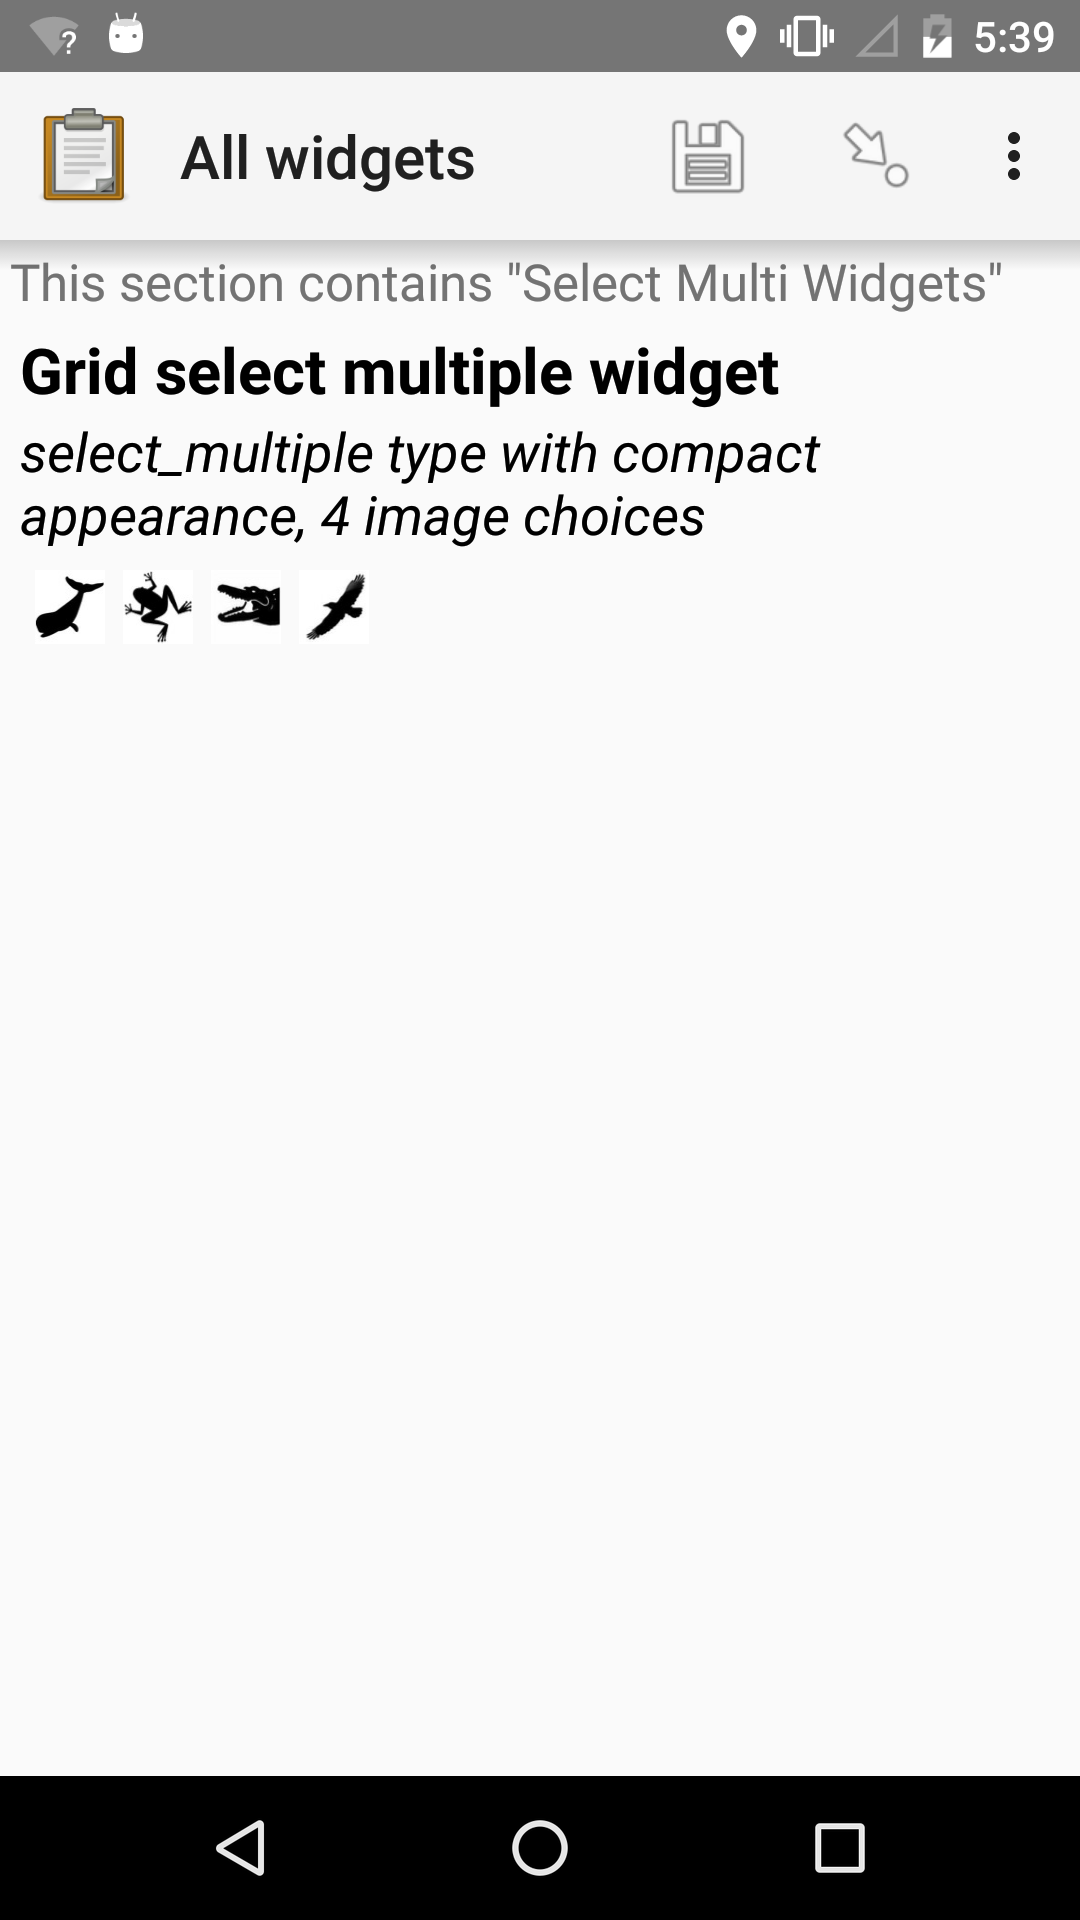 5:39
All widgets
This section contains "Select Multi Widgets"
Grid select multiple widget
select_multiple type with compact
appearance, 4 image choices